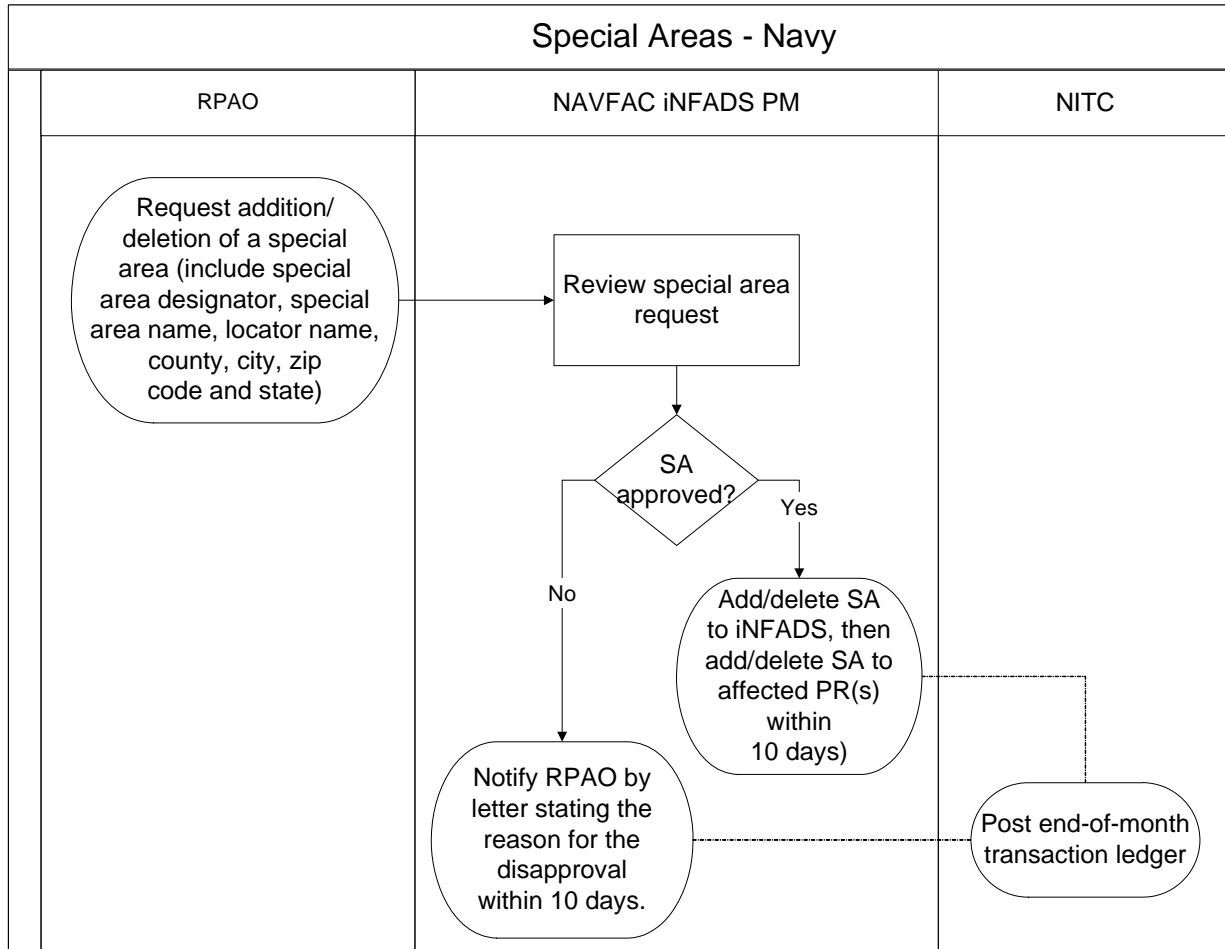 Special Areas - Navy
RPAO
NAVFAC iNFADS PM
NITC
Request addition/
deletion of a special
area (include special
area designator, special
area name, locator name,
county, city, zip
code and state)
Review special area
request
SA
approved?
Yes
No
Add/delete SA
to iNFADS, then
add/delete SA to
affected PR(s)
within
10 days)
Notify RPAO by
letter stating the
reason for the
disapproval
within 10 days.
Post end-of-month
transaction ledger